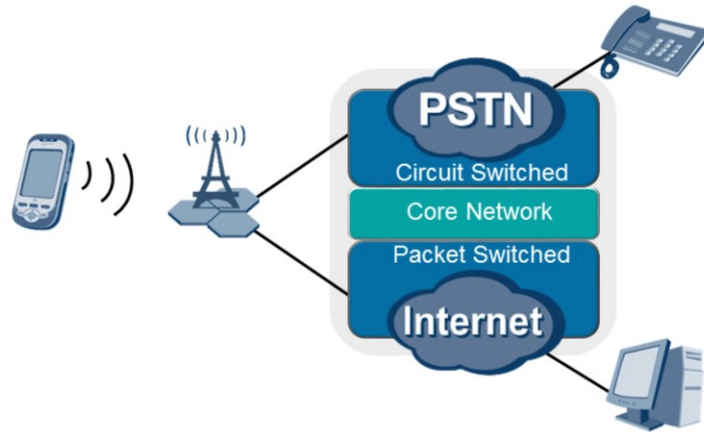 PSTN
Circuit Switched
Core Network
Packet Switched
Internet